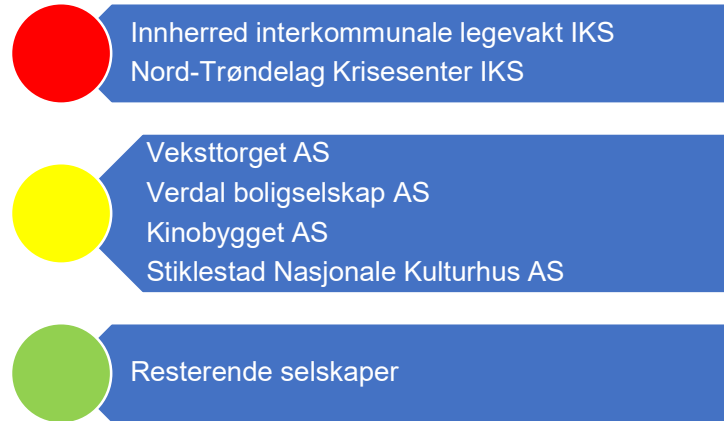 Innherred interkommunale legevakt IKS
Nord-Trøndelag Krisesenter IKS
Veksttorget AS
Verdal boligselskap AS
Kinobygget AS
Stiklestad Nasjonale Kulturhus AS
Resterende selskaper